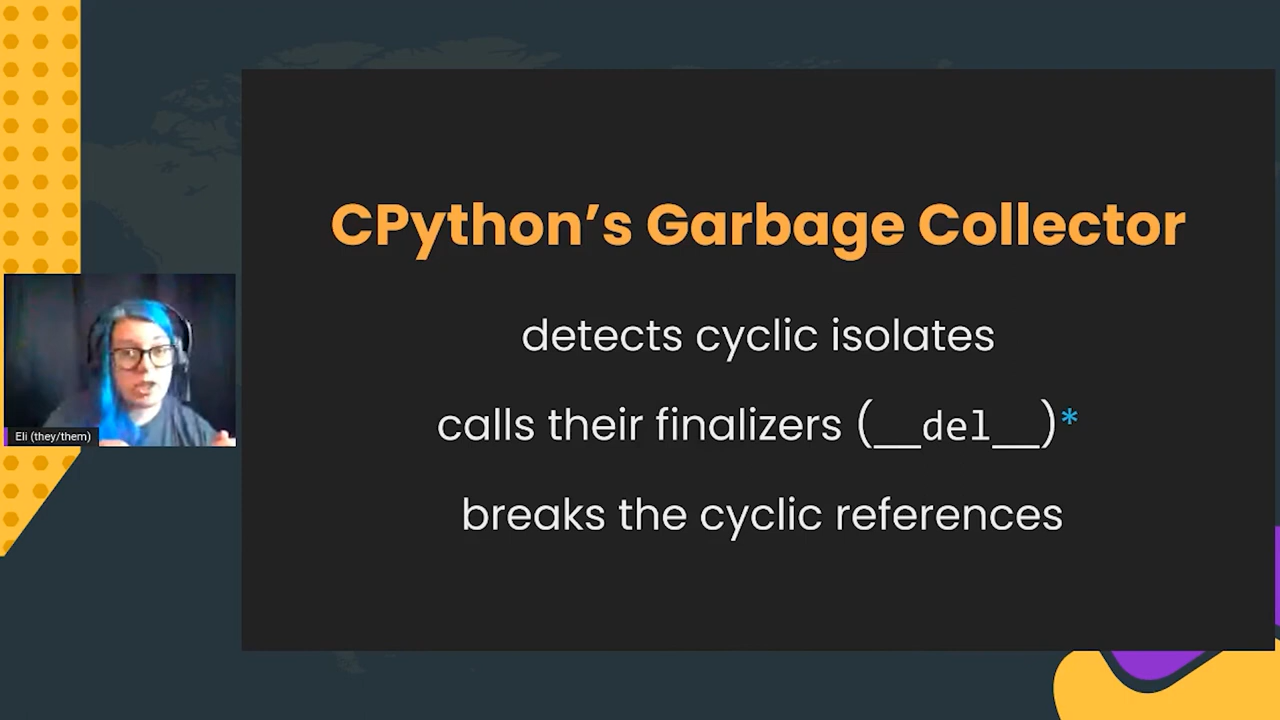 CPython’s Garbage Collector
detects cyclic isolates
calls their finalizers (__del__)*
breaks the cyclic references
Eli (they/them)